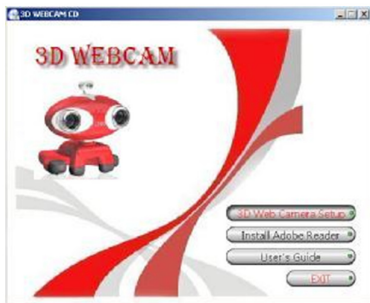 3D WEBCAM CD
3D WEBCAM
3D Web Camera Setup
Install Adobe Reader
User's Guide
EXIT